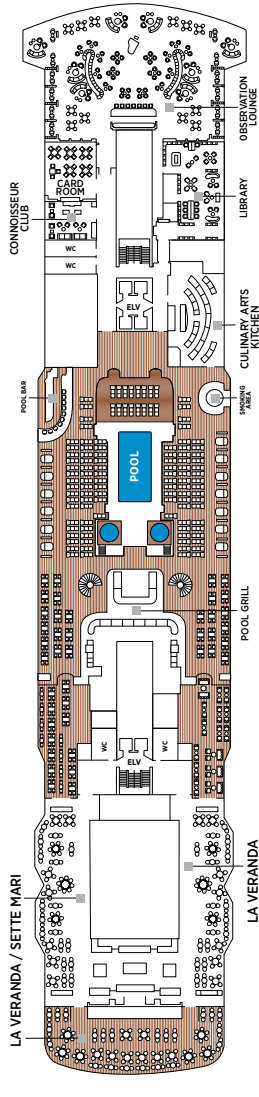 OBSERVATION
LOUNGE
CARD
ROOM
LIBRARY
CONNOISSEUR
CLUB
WC
WC
ELV
CULINARY ARTS
KITCHEN
POOL BAR
SMOKING
AREA
POOL
POOL GRILL
WC
WC
ELV
LA VERANDA
LA VERANDA / SETTE MARI